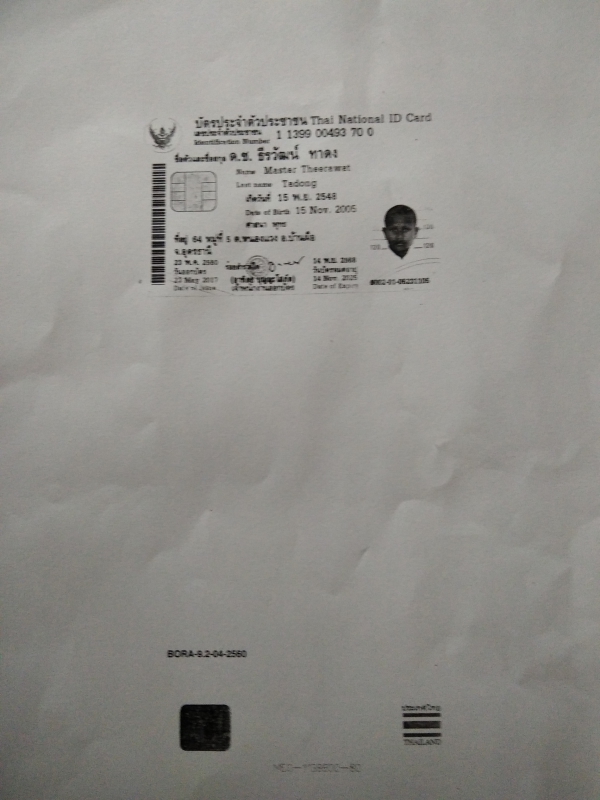 บัตรประจำตัวประชาชน Thai National ID Card
เลขประจำตัวประชาชน
Identification Number
1 1399 00493 70 0
ชื่อตัวและชื่อสกุล ด.ช. ธีรวัฒน์ ทาดง
Name Master Theerawat
Last name Tadong
เกิดวันที่ 15 พ.ย. 2548
Date of Birth 15 Nov. 2005
ศาสนา พุทธ
ที่อยู่ 64 หมู่ที่ 5 ต.หนองแวง อ.บ้านผือ
จ.อุดรธานี
23 พ.ค. 2560
วันออกบัตร
23 May 2017
Date of Issue
เจ้าพนักงานออกบัตร
14 พ.ย. 2568
วันบัตรหมดอายุ
14 Nov. 2025
Date of Expiry
BORA-8.2-04-2560
ประเทศไทย
THAILAND